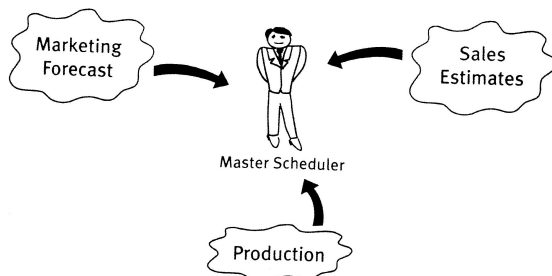 Marketing
Forecast
Sales
Estimates
Master Scheduler
Production